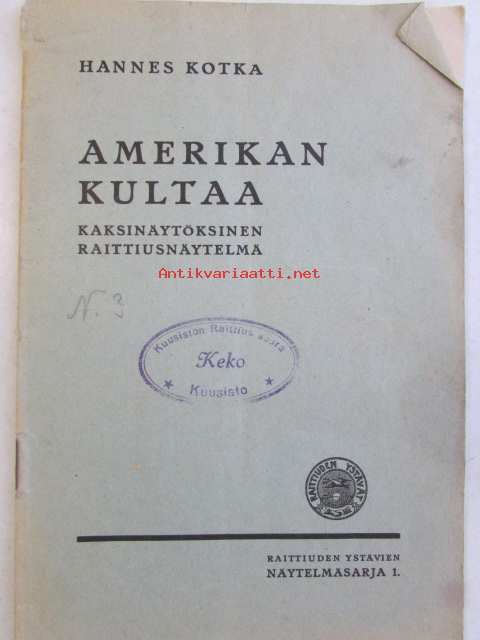 HANNES KOTKA
AMERIKAN
KULTAA
KAKSINÄYTÖKSINEN
RAITTIUSNÄYTELMÄ
Antikvariaatti.net
N. 3
Kuusiston Raittius seura
Keko
Kuusisto
RAITTIUDEN YSTÄVÄT
RAITTIUDEN YSTÄVIEN
NÄYTELMÄSARJA 1.